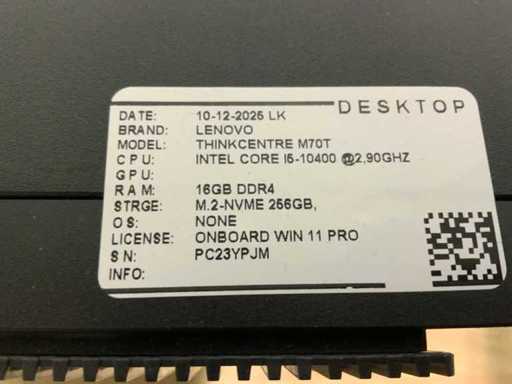 DESKTOP
DATE: 10-12-2025 LK
BRAND: LENOVO
MODEL: THINKCENTRE M70T
CPU: INTEL CORE I5-10400 @2,90GHZ
GPU:
RAM: 16GB DDR4
STRGE: M.2-NVME 256GB,
OS: NONE
LICENSE: ONBOARD WIN 11 PRO
SN: PC23YPJM
INFO: